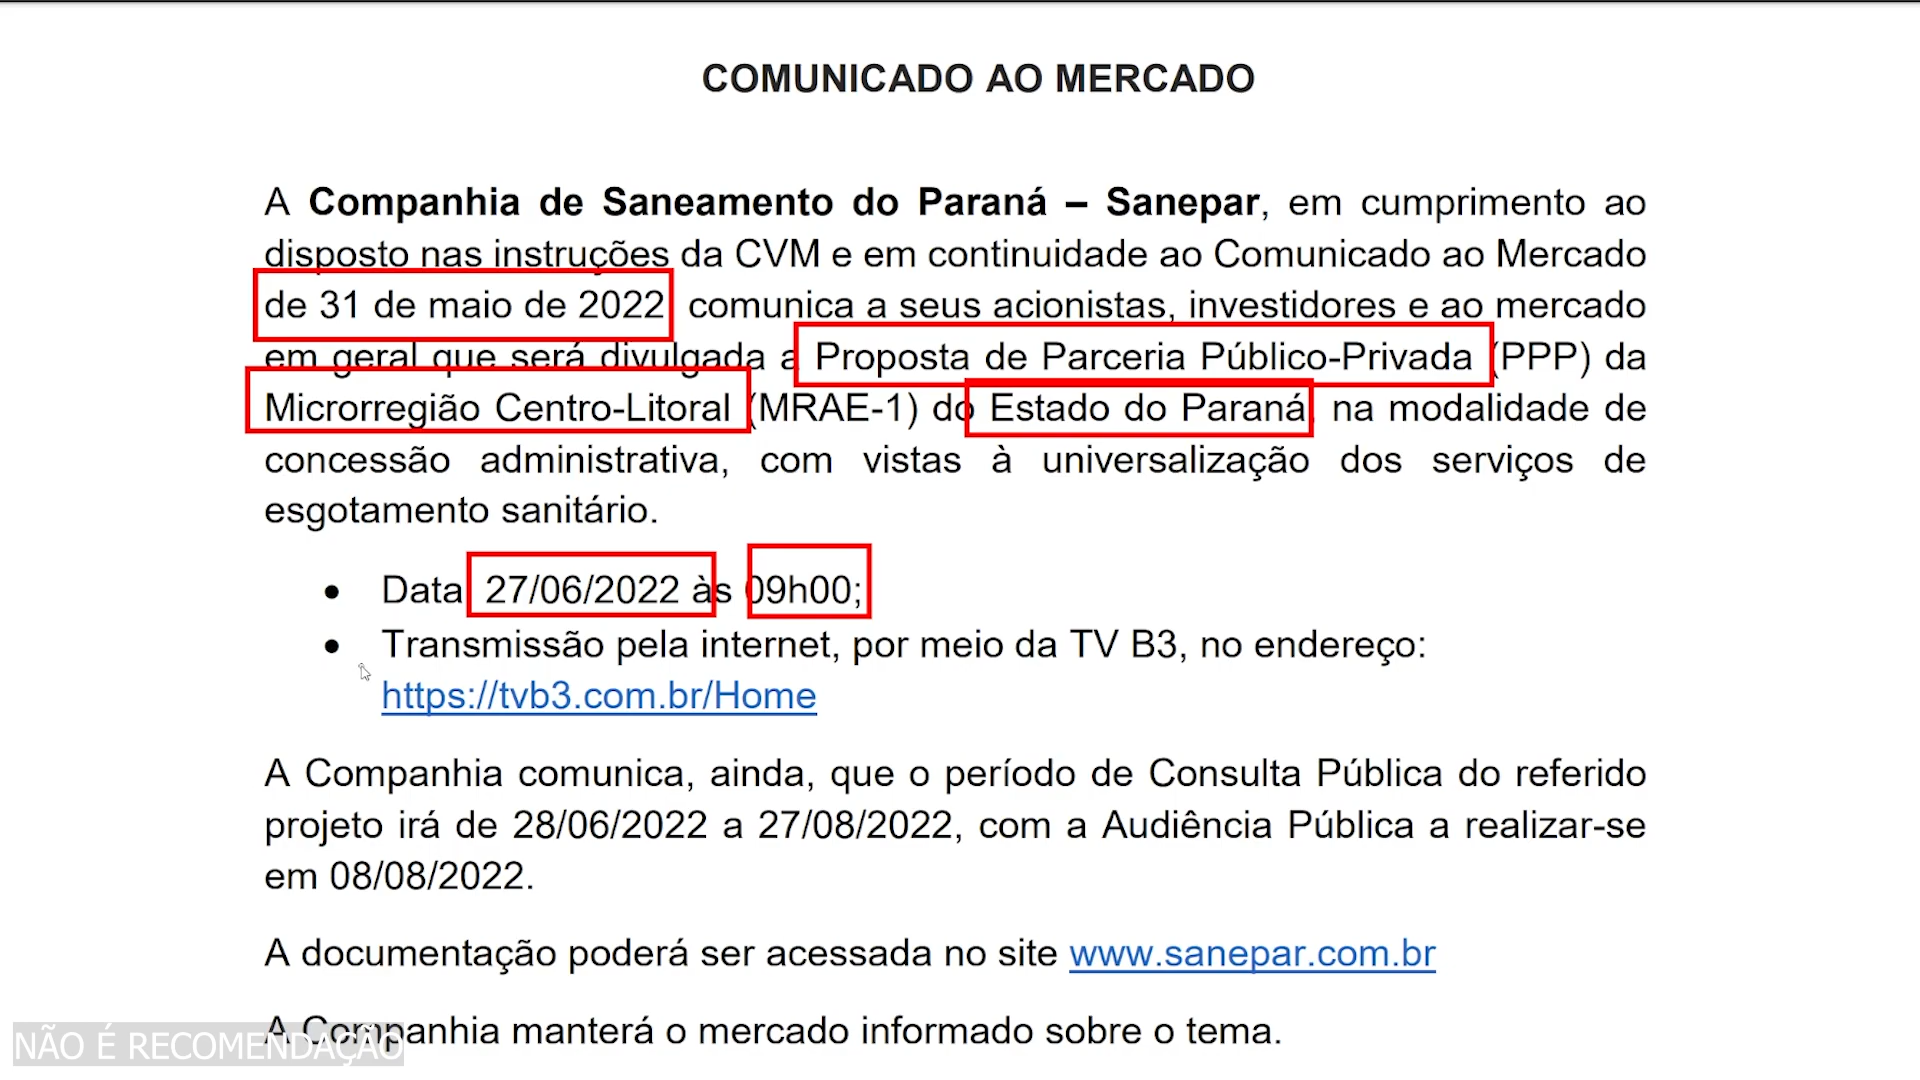 COMUNICADO AO MERCADO
A Companhia de Saneamento do Paraná – Sanepar, em cumprimento ao
disposto nas instruções da CVM e em continuidade ao Comunicado ao Mercado
de 31 de maio de 2022 comunica a seus acionistas, investidores e ao mercado
em geral que será divulgada a Proposta de Parceria Público-Privada (PPP) da
Microrregião Centro-Litoral (MRAE-1) do Estado do Paraná, na modalidade de
concessão administrativa, com vistas à universalização dos serviços de
esgotamento sanitário.
• Data 27/06/2022 às 09h00;
• Transmissão pela internet, por meio da TV B3, no endereço:
https://tvb3.com.br/Home
A Companhia comunica, ainda, que o período de Consulta Pública do referido
projeto irá de 28/06/2022 a 27/08/2022, com a Audiência Pública a realizar-se
em 08/08/2022.
A documentação poderá ser acessada no site www.sanepar.com.br
A Companhia manterá o mercado informado sobre o tema.
NÃO É RECOMENDAÇÃO